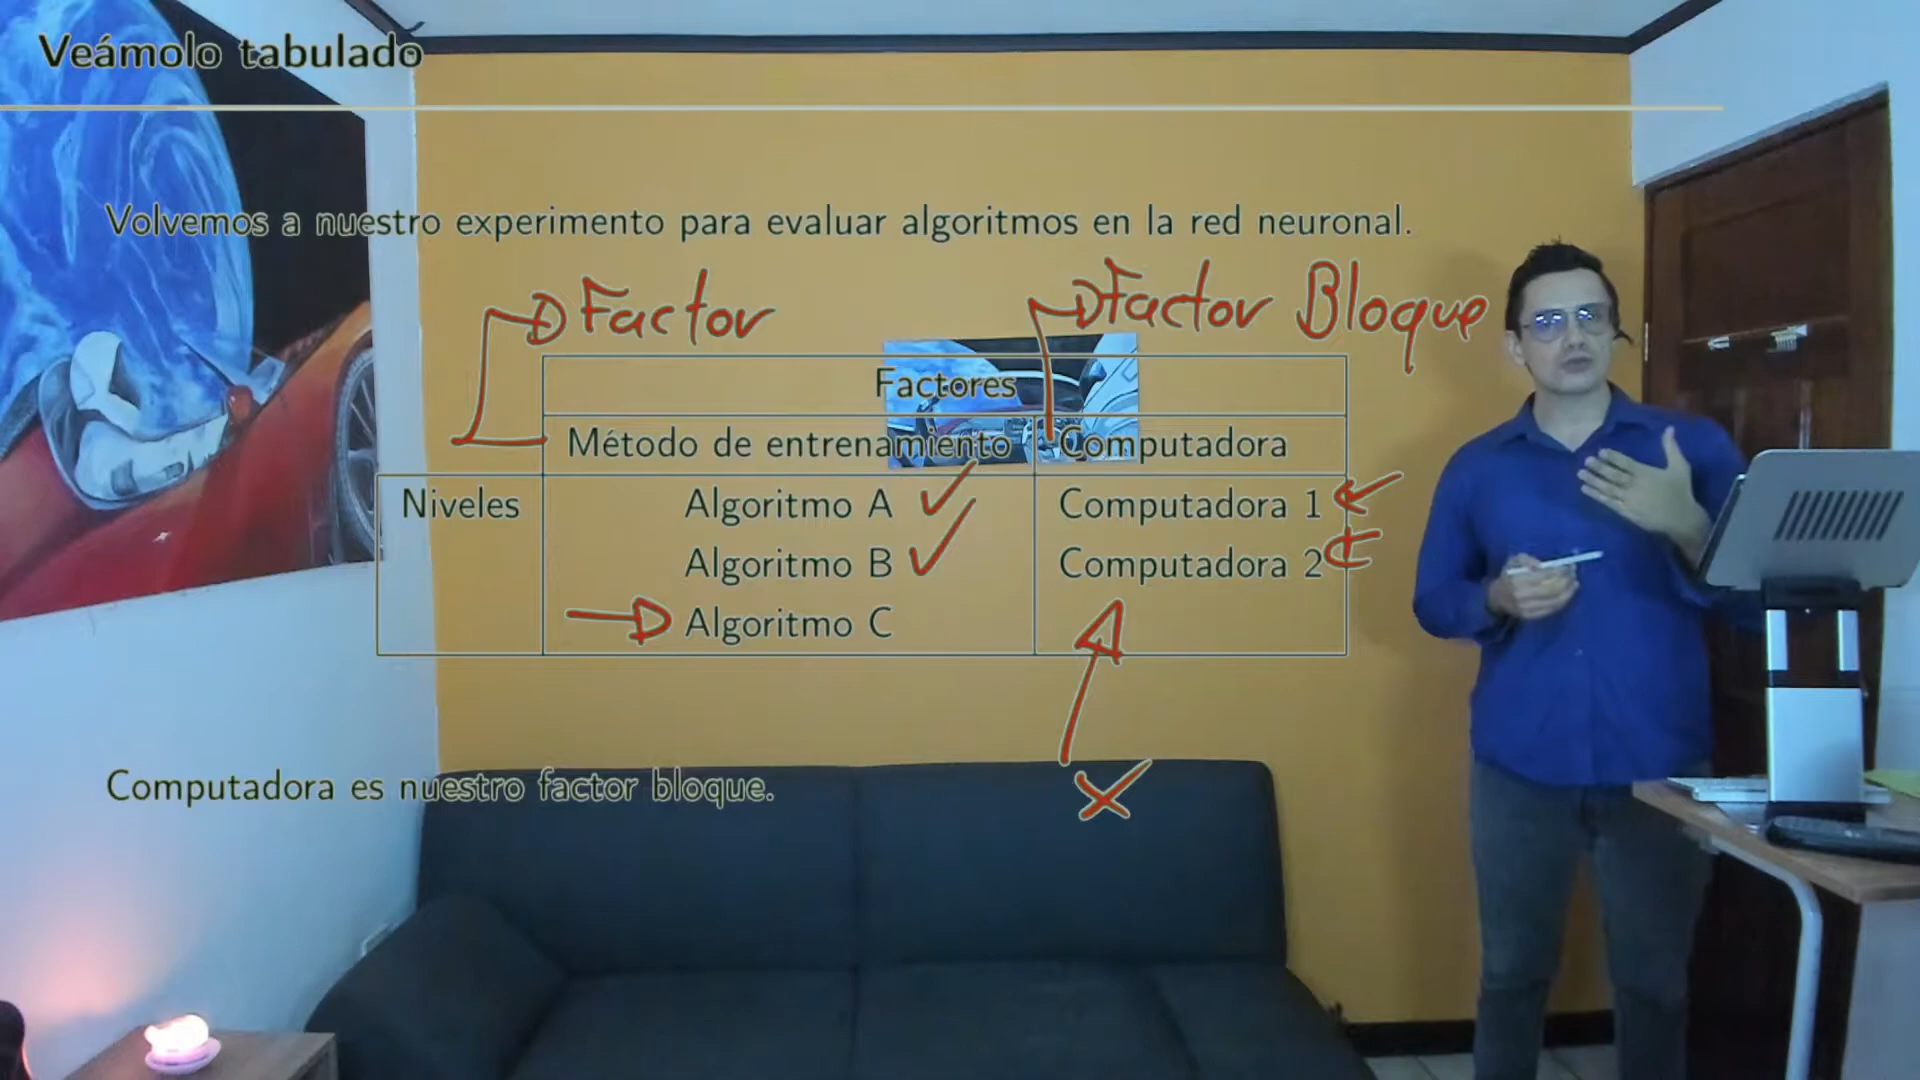 Veámolo tabulado
Volvemos a nuestro experimento para evaluar algoritmos en la red neuronal.
Factor
Factor Bloque
Factores
Método de entrenamiento Computadora
Niveles Algoritmo A Computadora 1
Algoritmo B Computadora 2
Algoritmo C
Computadora es nuestro factor bloque.